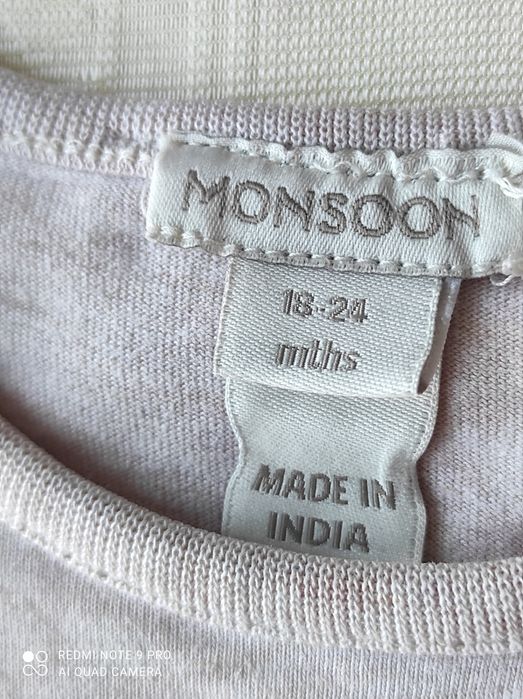 MONSOON
18-24
mths
MADE IN
INDIA
REDMI NOTE 9 PRO
AI QUAD CAMERA